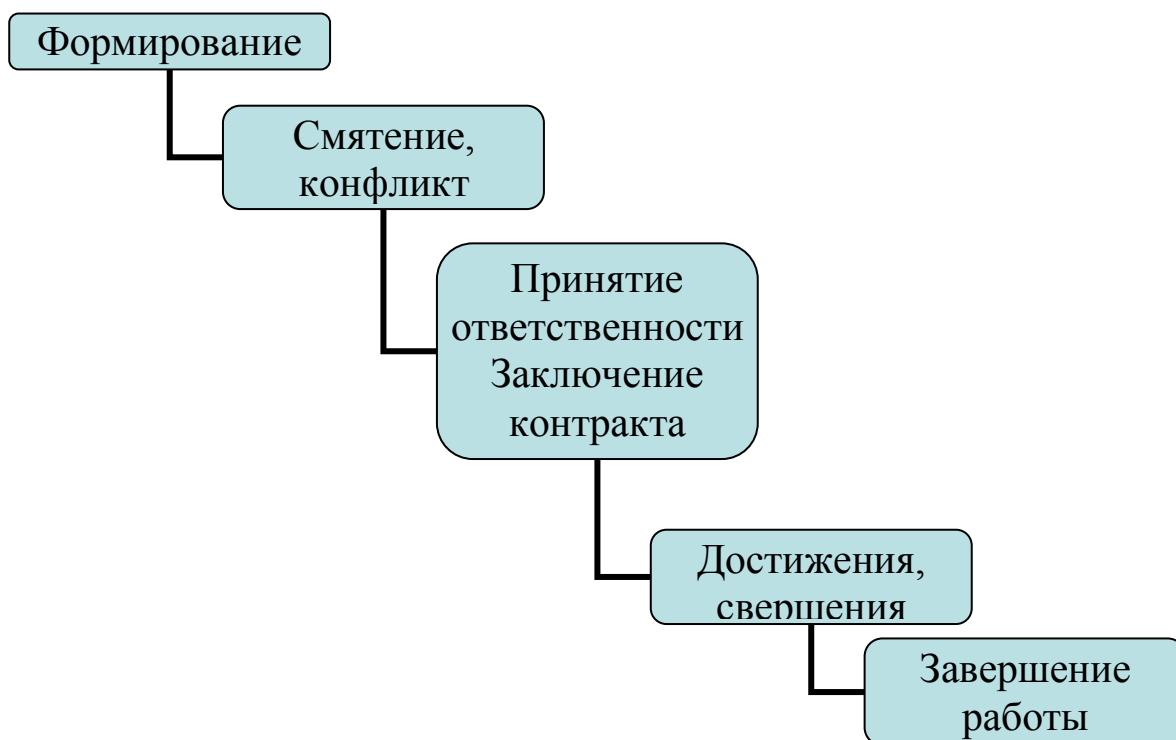 Формирование
Смятение,
конфликт
Принятие
ответственности
Заключение
контракта
Достижения,
свершения
Завершение
работы